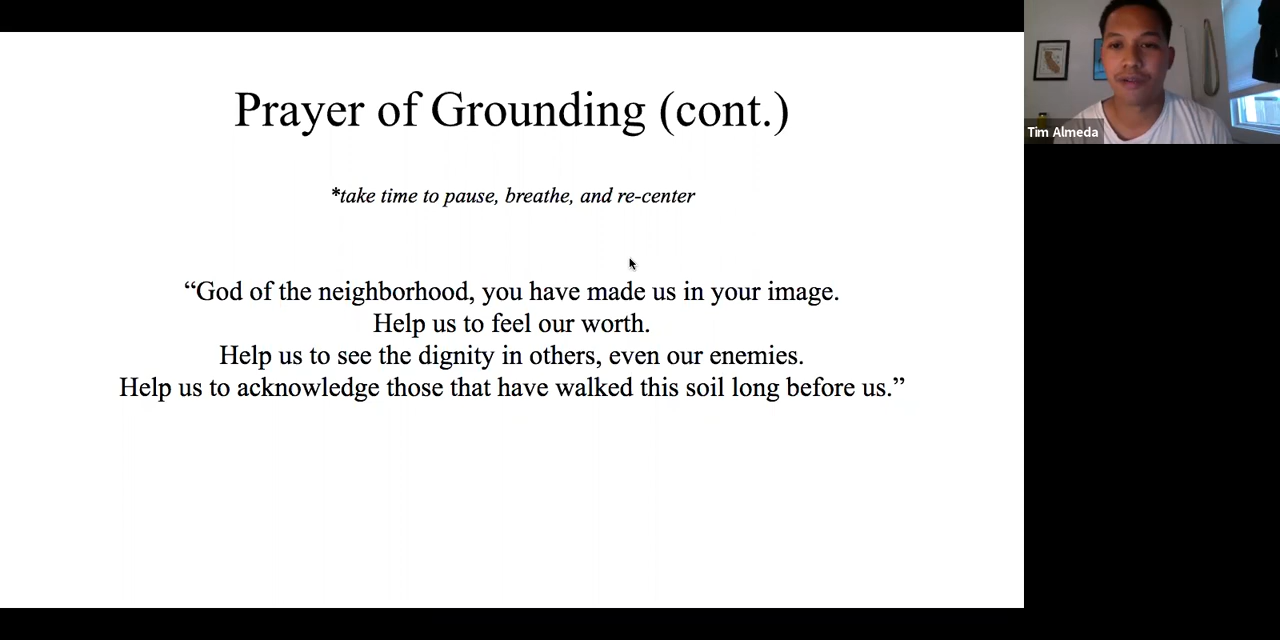 Prayer of Grounding (cont.)
*take time to pause, breathe, and re-center
“God of the neighborhood, you have made us in your image.
Help us to feel our worth.
Help us to see the dignity in others, even our enemies.
Help us to acknowledge those that have walked this soil long before us.”
Tim Almeda